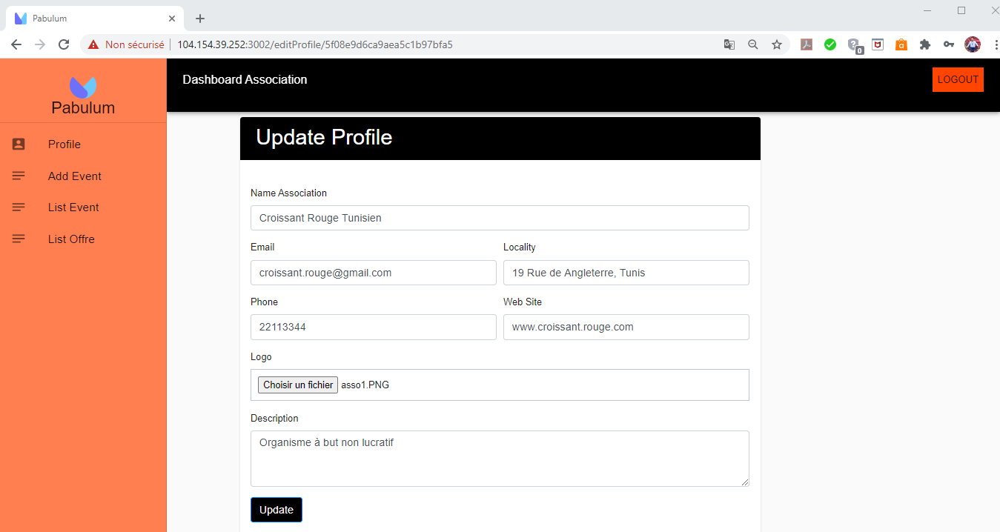 Pabulum
Non sécurisé 104.154.39.252:3002/editProfile/5f08e9d6ca9aea5c1b97bfa5
0
Dashboard Association
LOGOUT
Pabulum
Profile
Add Event
List Event
List Offre
Update Profile
Name Association
Croissant Rouge Tunisien
Email
Locality
croissant.rouge@gmail.com
19 Rue de Angleterre, Tunis
Phone
Web Site
22113344
www.croissant.rouge.com
Logo
Choisir un fichier asso1.PNG
Description
Organisme à but non lucratif
Update